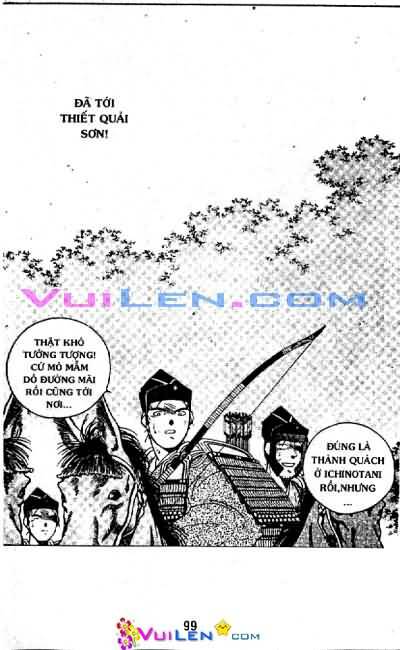 ĐÃ TỚI
THIẾT QUẢI
SƠN!
VUILEN.COM
THẬT KHÓ
TƯỞNG TƯỢNG!
CỨ MÒ MẪM
DÒ ĐƯỜNG MÃI
RỒI CŨNG TỚI
NƠI...
ĐÚNG LÀ
THÀNH QUÁCH
Ở ICHINOTANI
RỒI,NHƯNG
...
99
VUILEN.COM